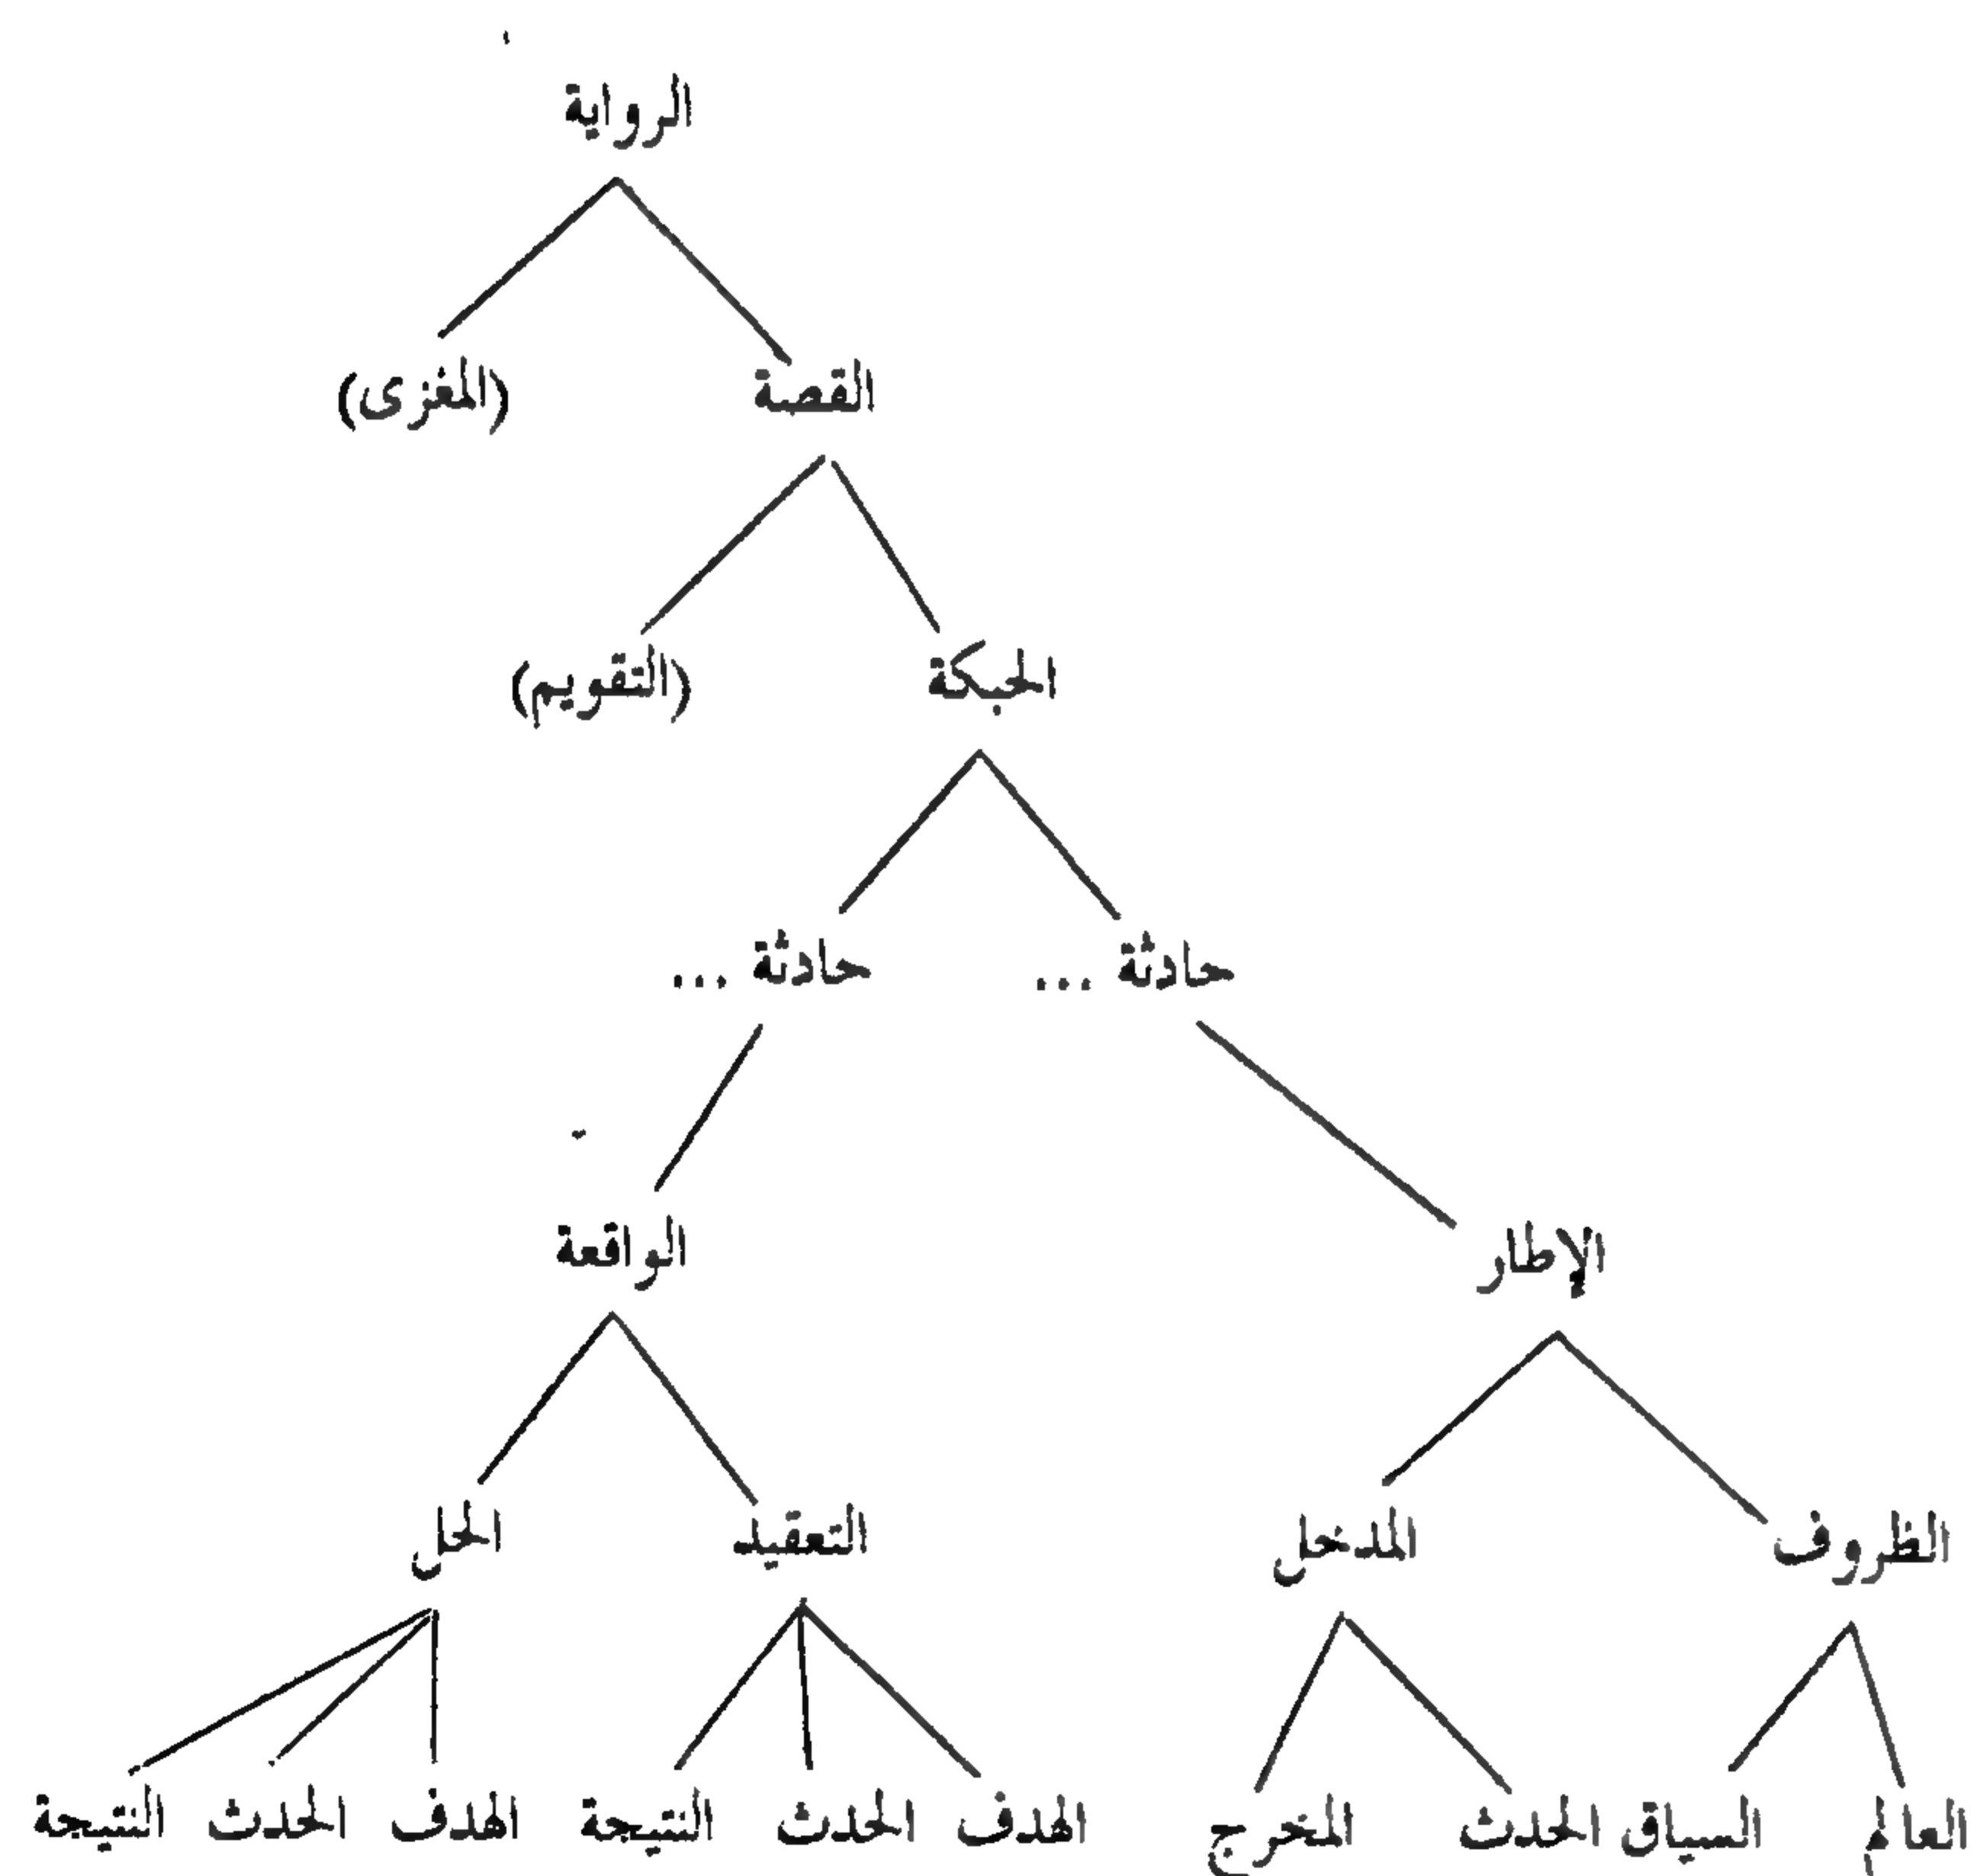 الرواية
القصة (المغزى)
الحبكة (التقويم)
حادثة ... حادثة ...
الإطار الواقعة
الظروف المدخل التعقيد الحل
العالم السياق الحدث المخرج الهدف الحدث النتيجة الهدف الحدث النتيجة